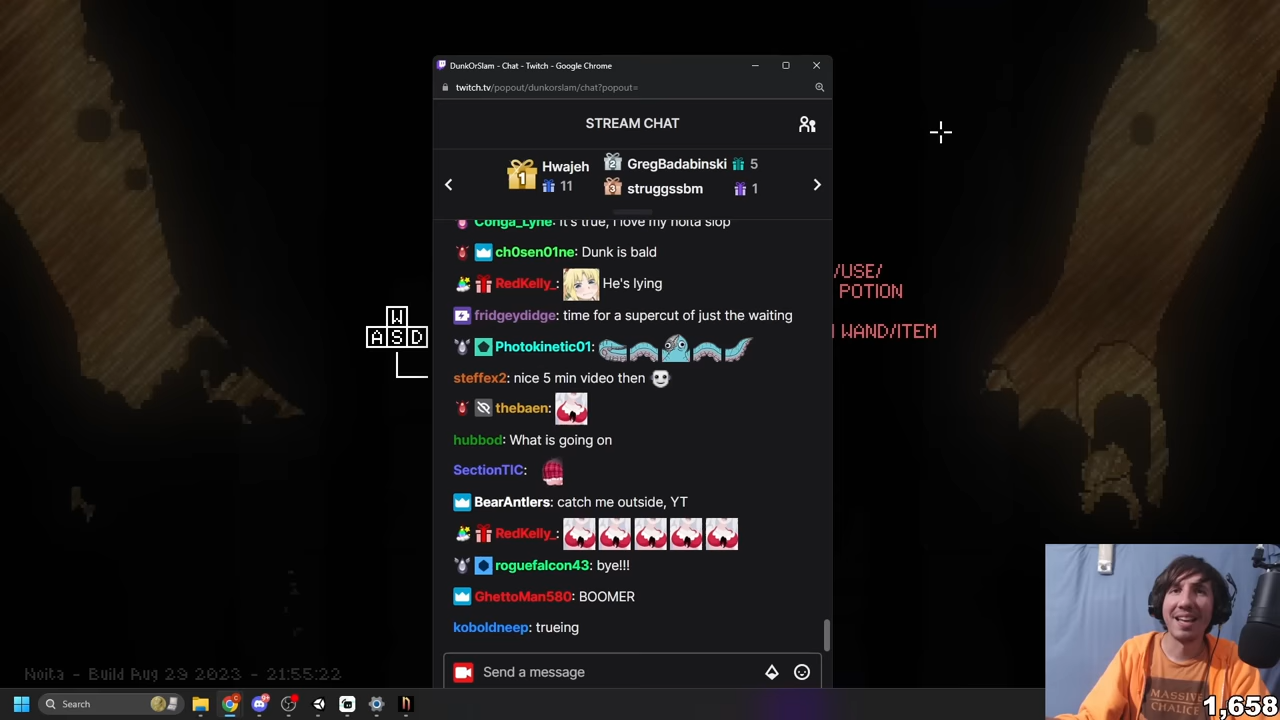 DunkOrSlam - Chat - Twitch - Google Chrome
twitch.tv/popout/dunkorslam/chat?popout=
STREAM CHAT
1
Hwajeh
11
2
GregBadabinski
5
3
struggssbm
1
Conga_Lyne: it's true, I love my noita slop
ch0sen01ne: Dunk is bald
RedKelly_: He's lying
fridgeydidge: time for a supercut of just the waiting
Photokinetic01:
steffex2: nice 5 min video then
thebaen:
hubbod: What is going on
SectionTIC:
BearAntlers: catch me outside, YT
RedKelly_:
roguefalcon43: bye!!!
GhettoMan580: BOOMER
koboldneep: trueing
Send a message
W
A S D
/USE/
POTION
WAND/ITEM
Noita - Build Aug 29 2023 - 21:55:22
Search
MASSIVE
CHALICE
1,658